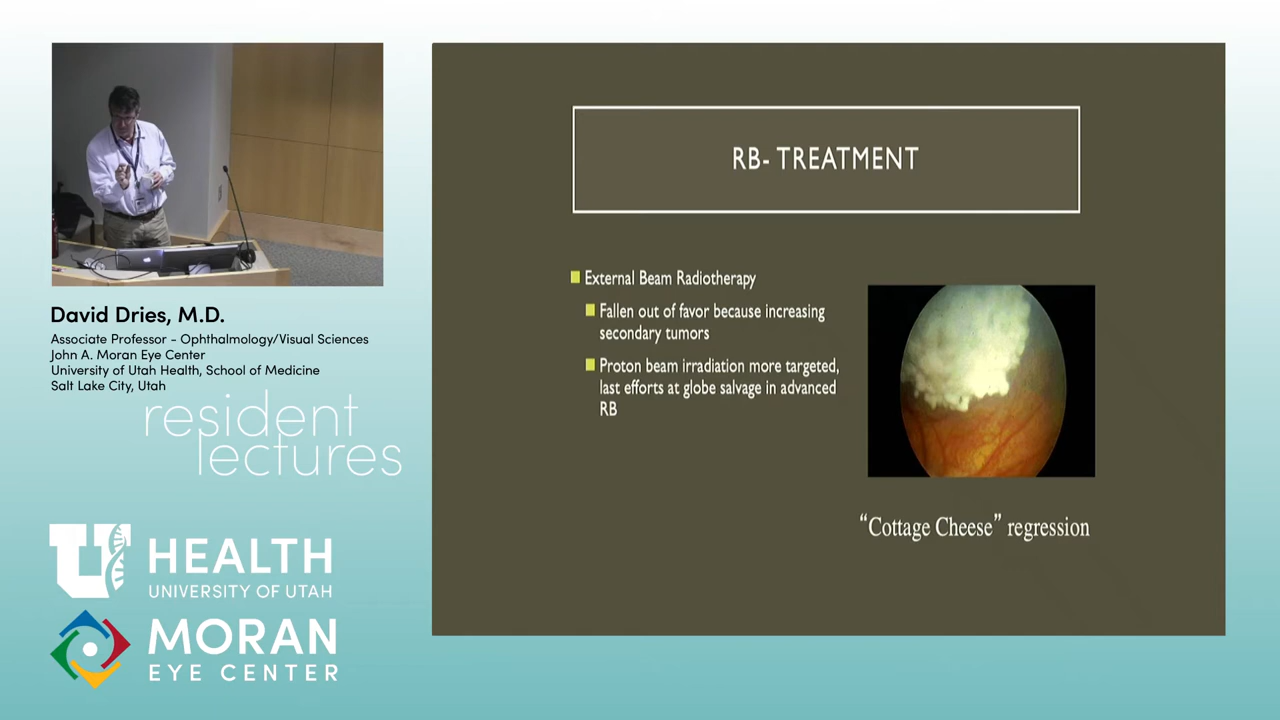 David Dries, M.D.
Associate Professor - Ophthalmology/Visual Sciences
John A. Moran Eye Center
University of Utah Health, School of Medicine
Salt Lake City, Utah
resident
lectures
U HEALTH
UNIVERSITY OF UTAH
MORAN
EYE CENTER
RB- TREATMENT
External Beam Radiotherapy
Fallen out of favor because increasing
secondary tumors
Proton beam irradiation more targeted,
last efforts at globe salvage in advanced
RB
“Cottage Cheese” regression